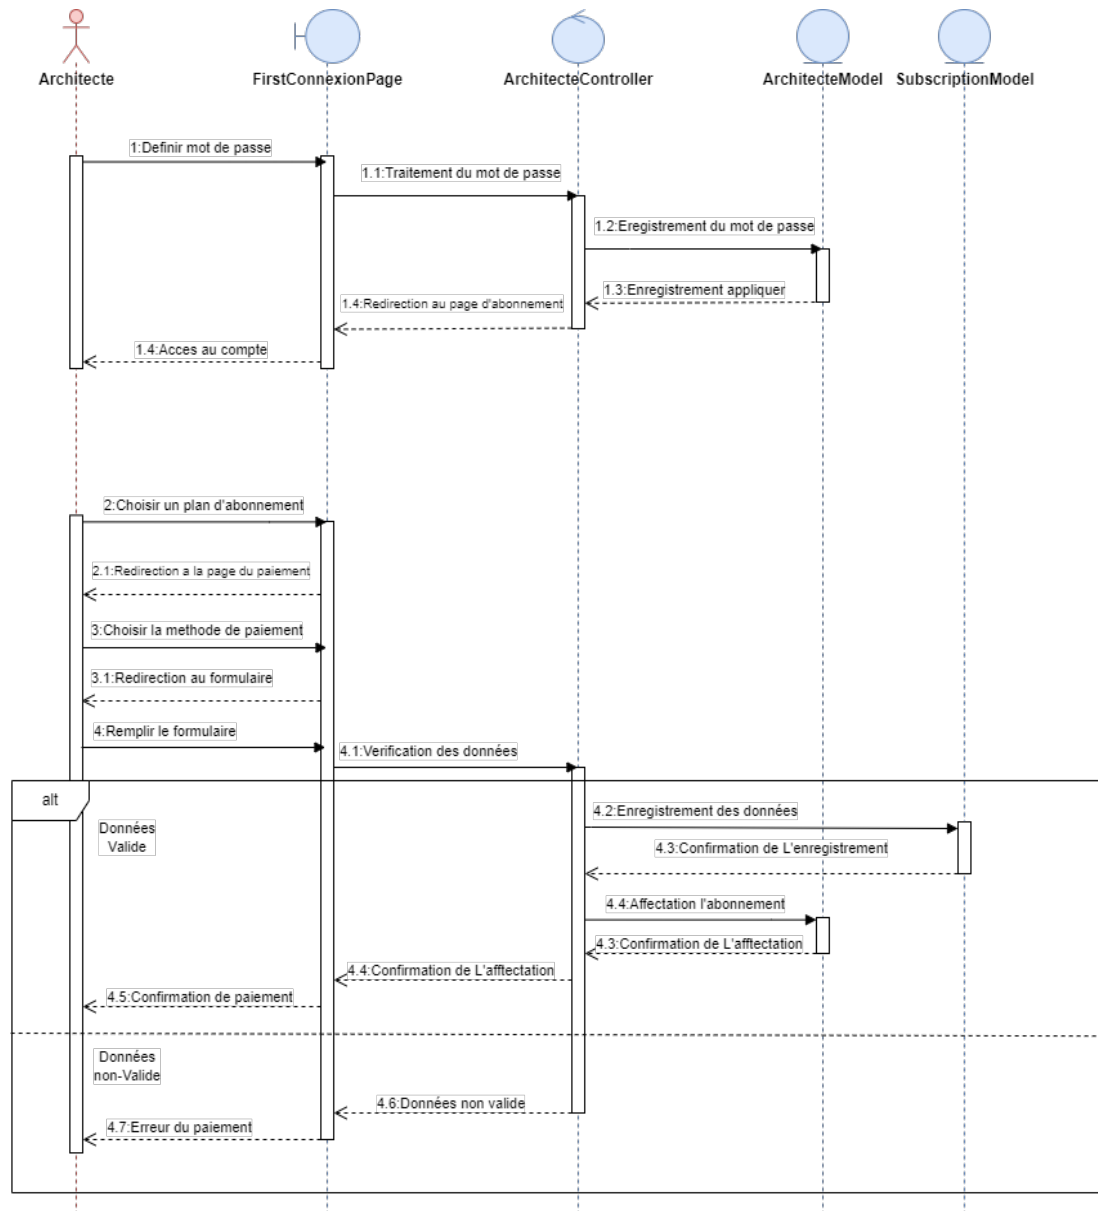 Architecte
FirstConnexionPage
ArchitecteController
ArchitecteModel
SubscriptionModel
1:Definir mot de passe
1.1:Traitement du mot de passe
1.2:Eregistrement du mot de passe
1.3:Enregistrement appliquer
1.4:Redirection au page d'abonnement
1.4:Acces au compte
2:Choisir un plan d'abonnement
2.1:Redirection a la page du paiement
3:Choisir la methode de paiement
3.1:Redirection au formulaire
4:Remplir le formulaire
4.1:Verification des données
alt
Données
Valide
4.2:Enregistrement des données
4.3:Confirmation de L'enregistrement
4.4:Affectation l'abonnement
4.3:Confirmation de L'afftectation
4.4:Confirmation de L'afftectation
4.5:Confirmation de paiement
Données
non-Valide
4.6:Données non valide
4.7:Erreur du paiement